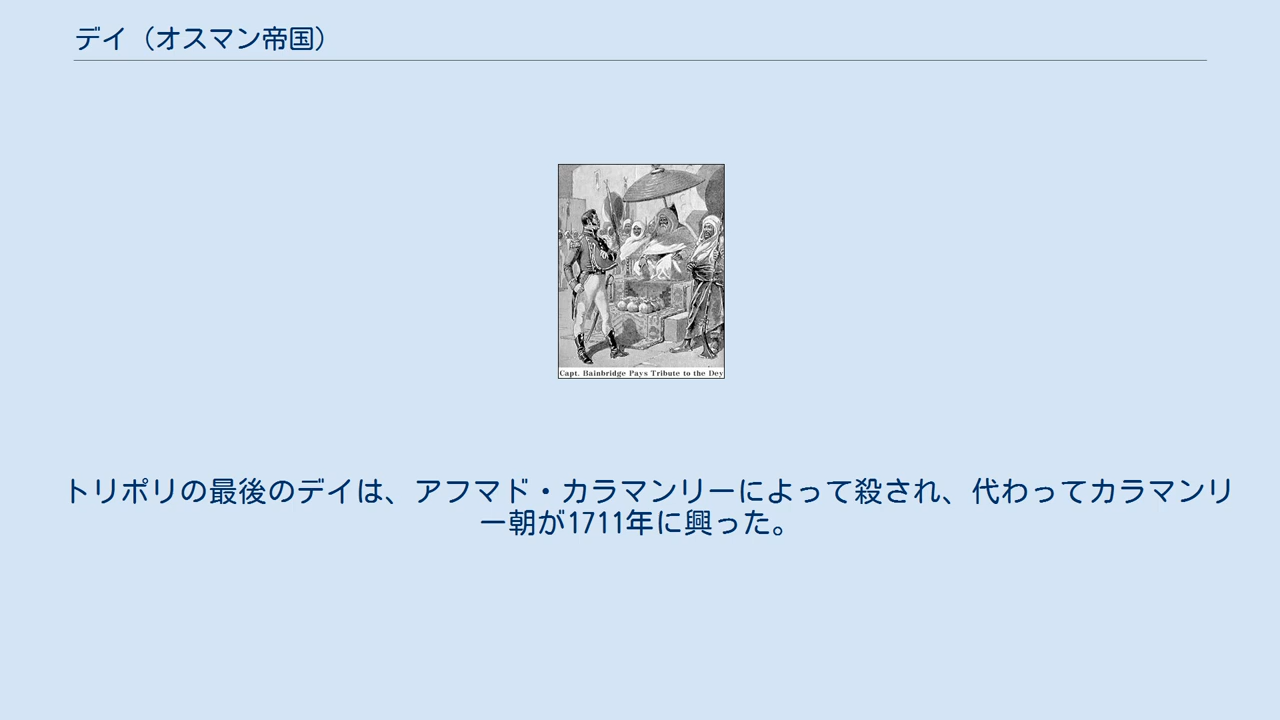 デイ（オスマン帝国）
Capt. Bainbridge Pays Tribute to the Dey
トリポリの最後のデイは、アフマド・カラマンリーによって殺され、代わってカラマンリ
ー朝が1711年に興った。